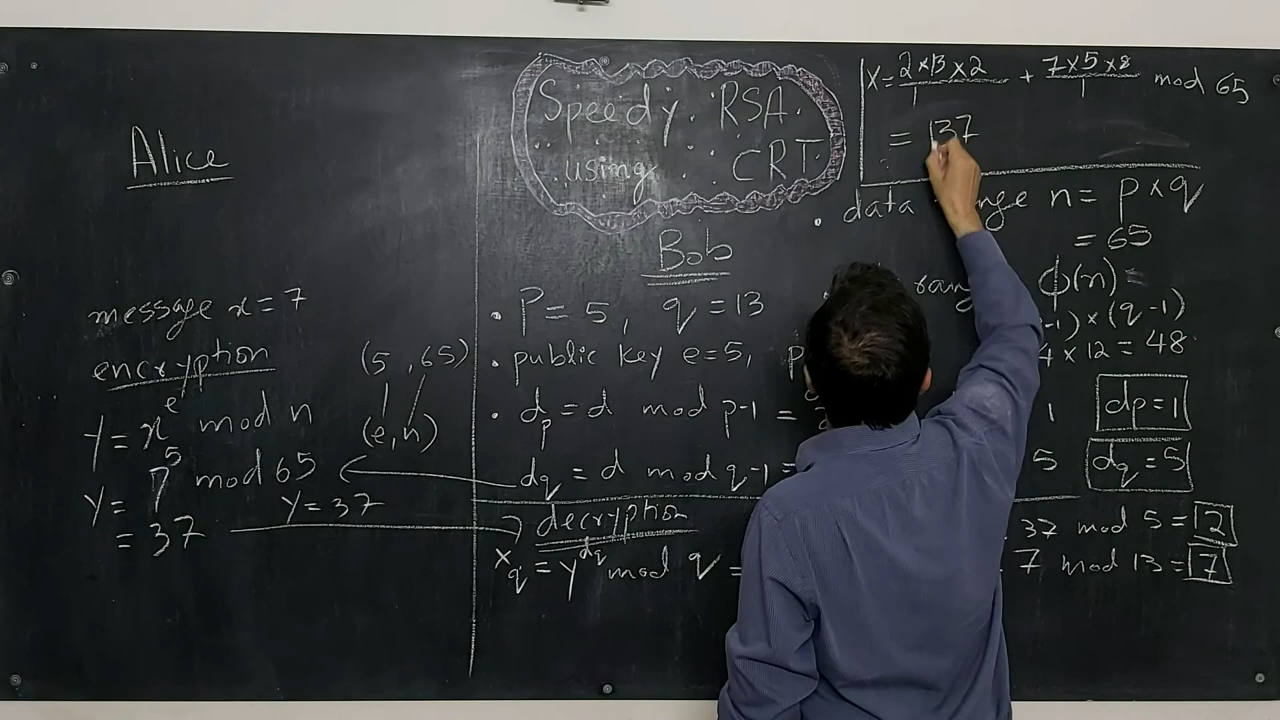 Speedy RSA
using CRT
x = 2×13×2/1 + 7×5×8/1 mod 65
= 137
Alice
message x = 7
encryption
y = x^e mod n
(5, 65)
(e, n)
y = 7^5 mod 65
= 37
y = 37
Bob
• P = 5, q = 13
• public key e = 5,
• dp = d mod p-1 =
dq = d mod q-1 =
decryption
xq = y^dq mod q =
• data range n = p × q
= 65
ϕ(n) =
-1) × (q-1)
4 × 12 = 48
1 dp = 1
5 dq = 5
37 mod 5 = 2
7 mod 13 = 7